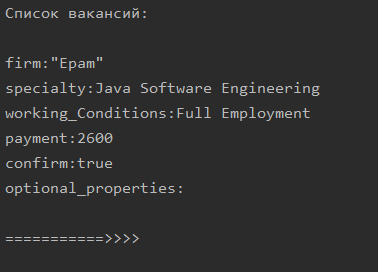 Список вакансий:
firm:"Epam"
specialty:Java Software Engineering
working_Conditions:Full Employment
payment:2600
confirm:true
optional_properties:
===========>>>>